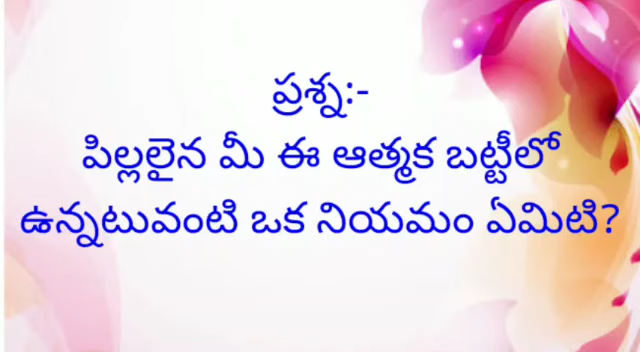 ప్రశ్న:-
పిల్లలైన మీ ఈ ఆత్మక బట్టీలో
ఉన్నటువంటి ఒక నియమం ఏమిటి?